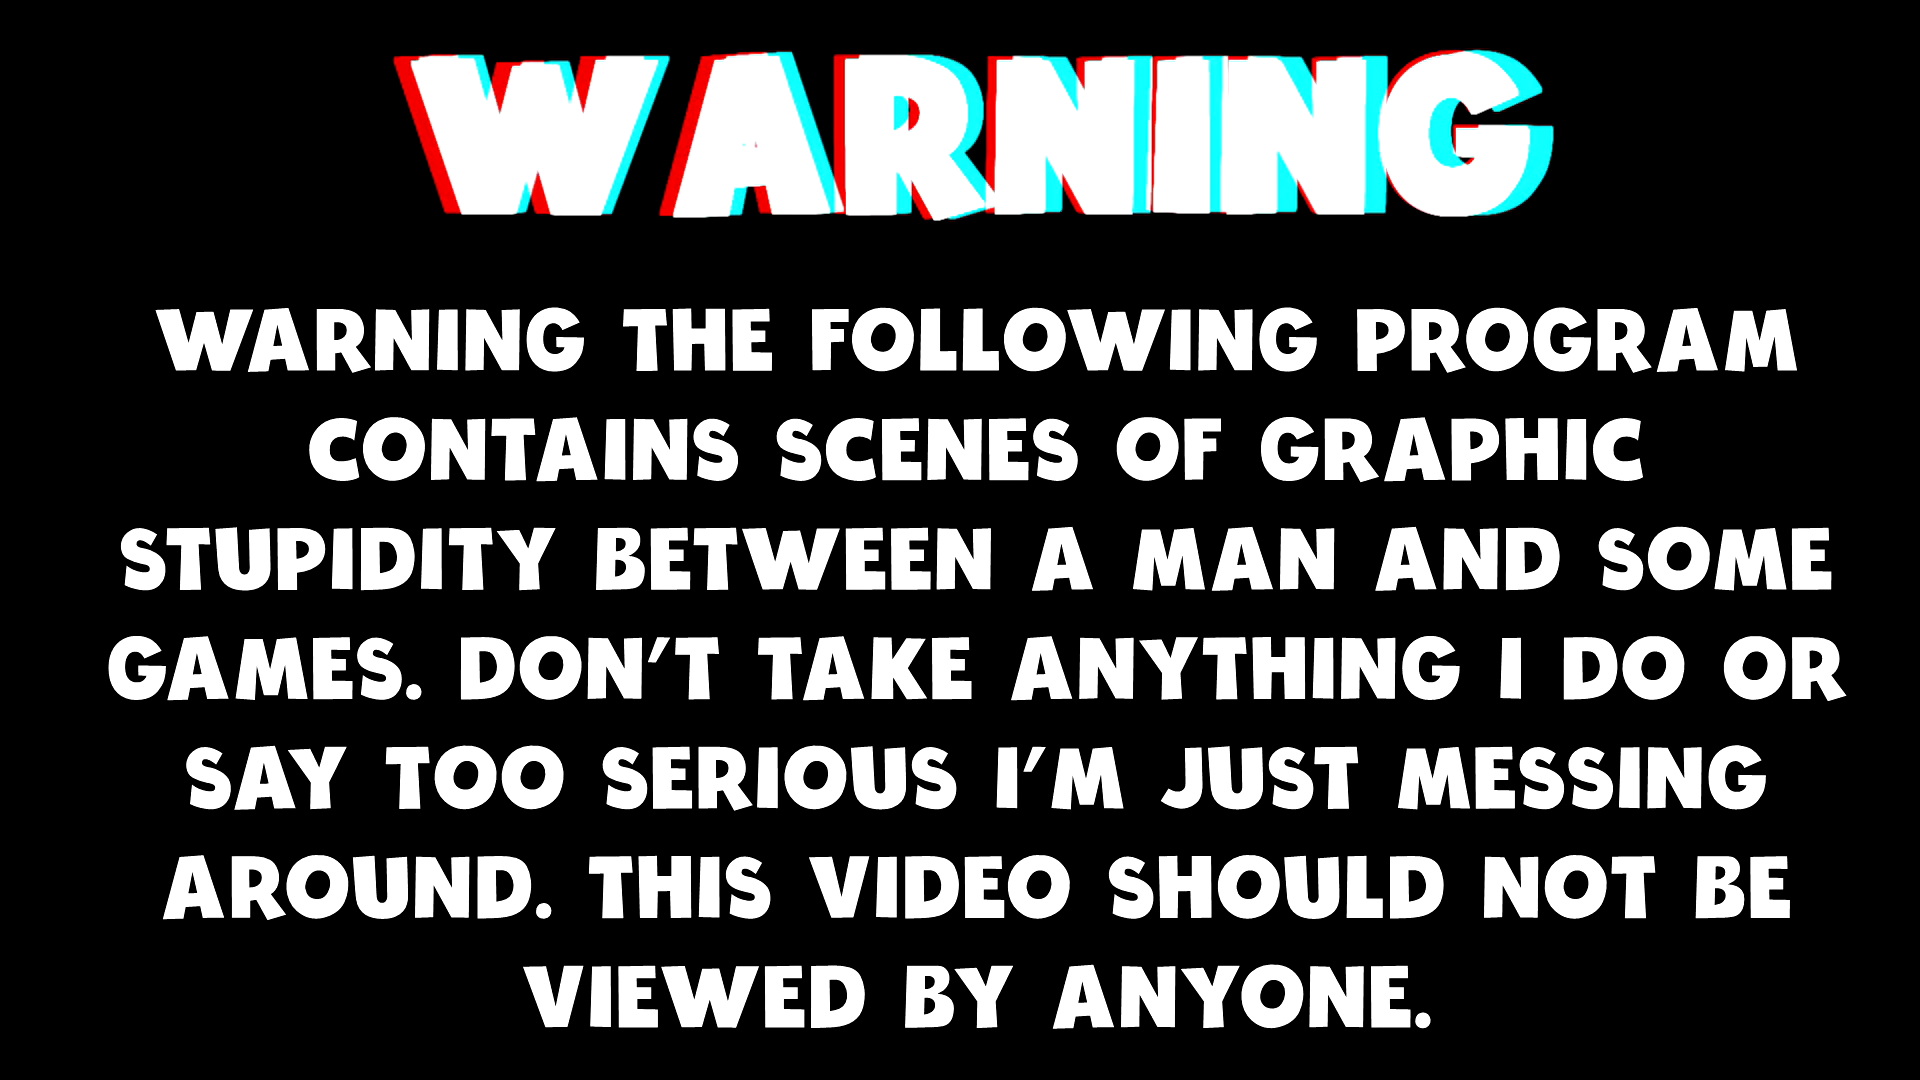 WARNING
WARNING THE FOLLOWING PROGRAM
CONTAINS SCENES OF GRAPHIC
STUPIDITY BETWEEN A MAN AND SOME
GAMES. DON'T TAKE ANYTHING I DO OR
SAY TOO SERIOUS I'M JUST MESSING
AROUND. THIS VIDEO SHOULD NOT BE
VIEWED BY ANYONE.